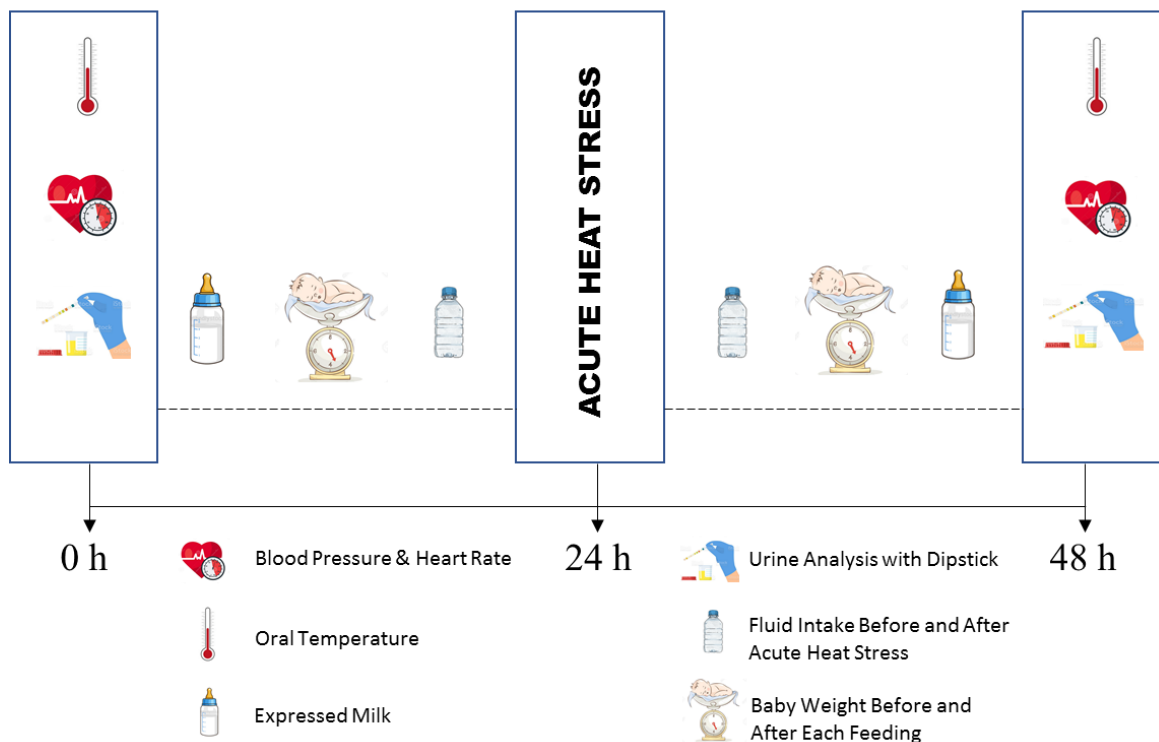 ACUTE HEAT STRESS
0 h
24 h
48 h
Blood Pressure & Heart Rate
Urine Analysis with Dipstick
Oral Temperature
Fluid Intake Before and After
Acute Heat Stress
Expressed Milk
Baby Weight Before and
After Each Feeding